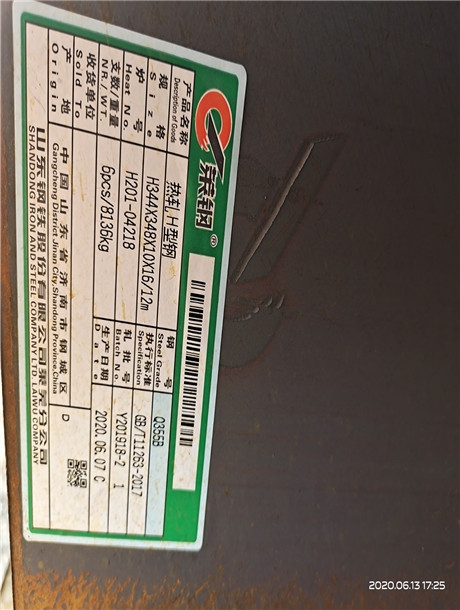 莱钢®
产品名称 热轧H型钢 钢号 Q355B
Description of Goods Steel Grade
规格 H344X348X10X16/12m 执行标准 GB/T11263-2017
Size Specification
炉号 H201-04218 轧批号 Y201918-2 1
Heat No. Batch No.
支数/重量 6pcs/8136kg 生产日期 2020.06.07 C
NR./WT. Date
收货单位
Sold To
产地 中国山东省济南市钢城区 D
Origin Gangcheng District Jinan City, Shandong Province, China
山东钢铁股份有限公司莱芜分公司
SHANDONG IRON AND STEEL COMPANY LTD. LAIWU COMPANY
2020.06.13 17:25